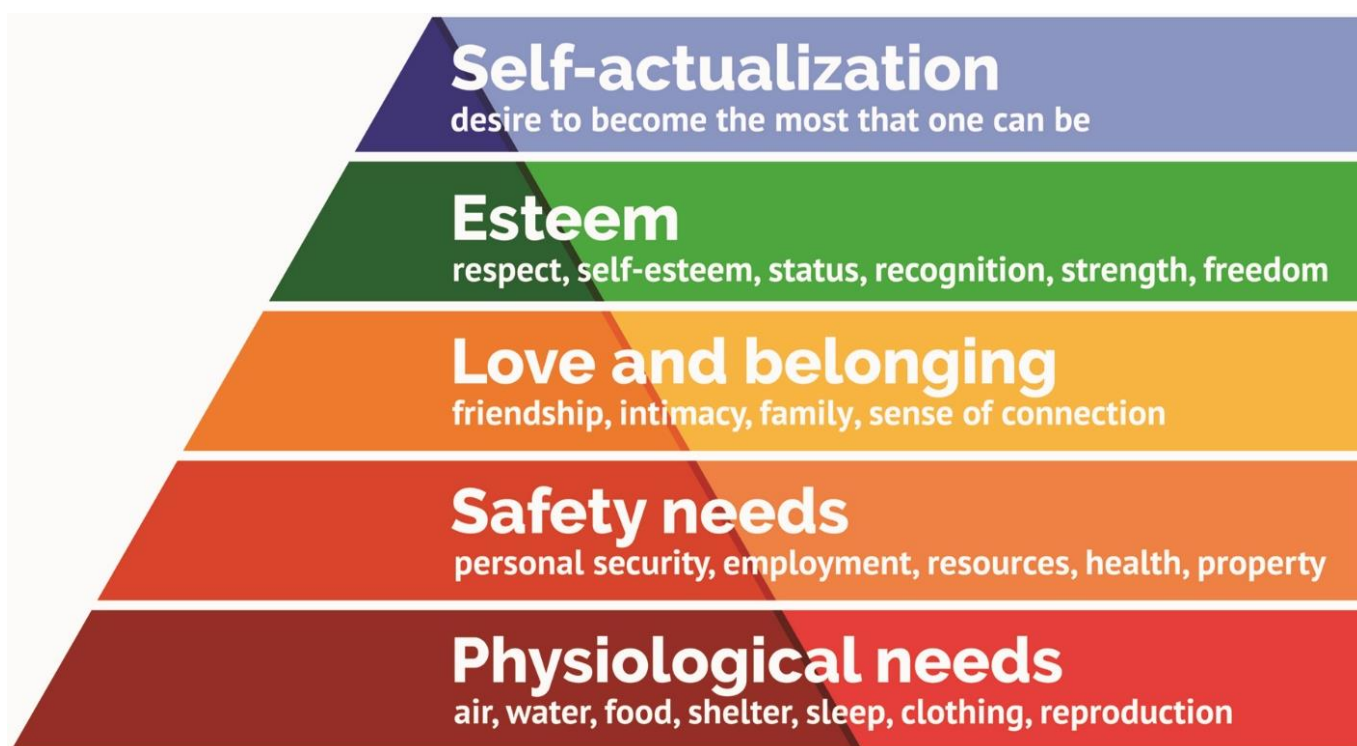 Self-actualization
desire to become the most that one can be
Esteem
respect, self-esteem, status, recognition, strength, freedom
Love and belonging
friendship, intimacy, family, sense of connection
Safety needs
personal security, employment, resources, health, property
Physiological needs
air, water, food, shelter, sleep, clothing, reproduction